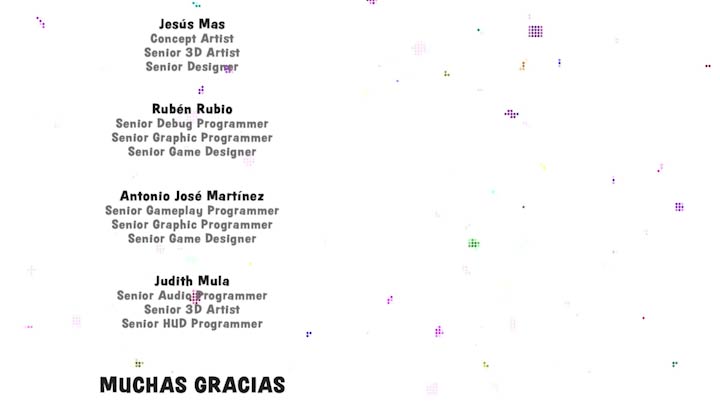 Jesús Mas
Concept Artist
Senior 3D Artist
Senior Designer
Rubén Rubio
Senior Debug Programmer
Senior Graphic Programmer
Senior Game Designer
Antonio José Martínez
Senior Gameplay Programmer
Senior Graphic Programmer
Senior Game Designer
Judith Mula
Senior Audio Programmer
Senior 3D Artist
Senior HUD Programmer
MUCHAS GRACIAS